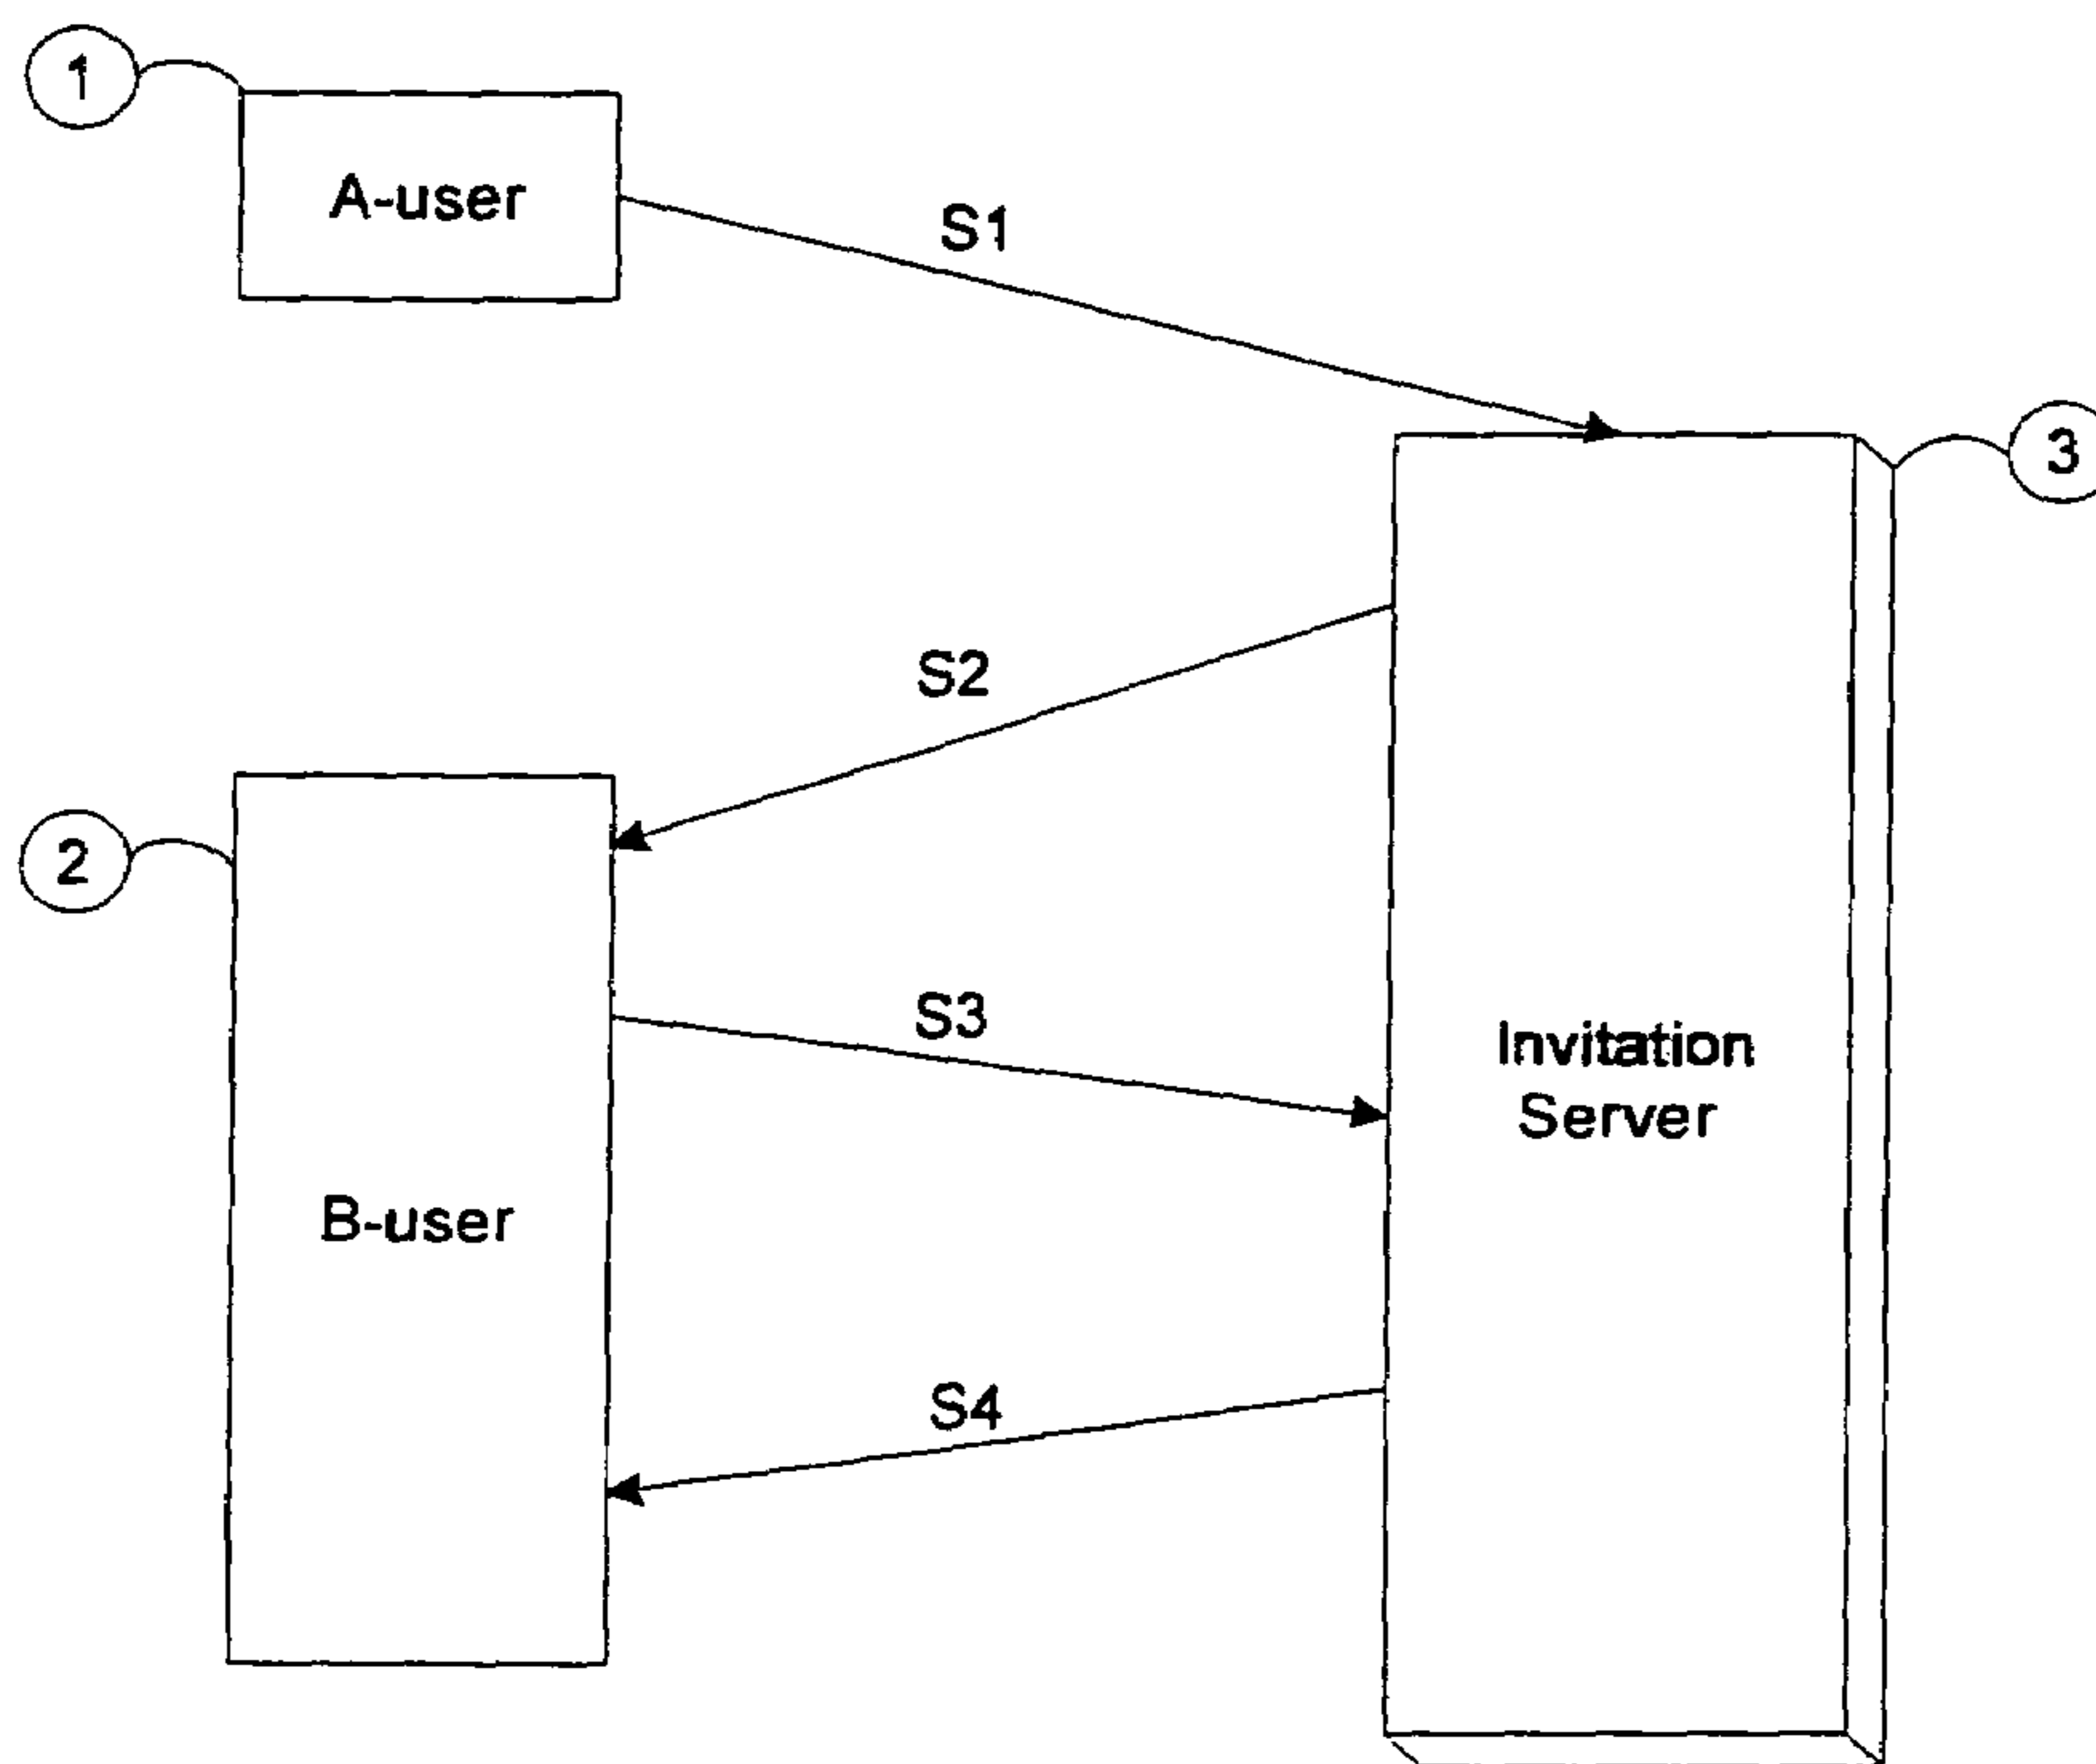 1
A-user
S1
3
S2
2
S3
Invitation
Server
B-user
S4